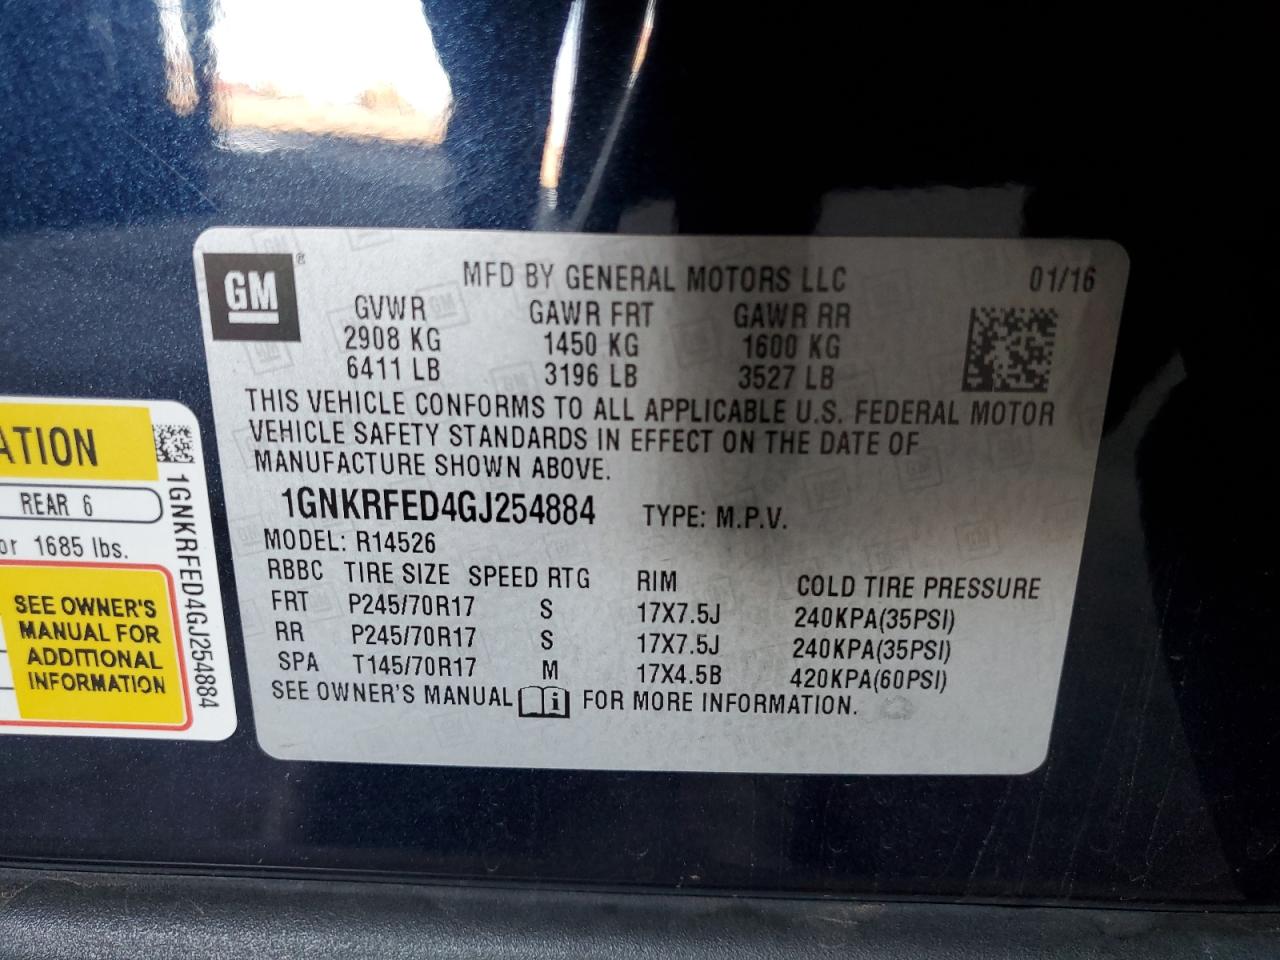 GM ®
MFD BY GENERAL MOTORS LLC 01/16
GVWR GAWR FRT GAWR RR
2908 KG 1450 KG 1600 KG
6411 LB 3196 LB 3527 LB
THIS VEHICLE CONFORMS TO ALL APPLICABLE U.S. FEDERAL MOTOR
VEHICLE SAFETY STANDARDS IN EFFECT ON THE DATE OF
MANUFACTURE SHOWN ABOVE.
1GNKRFED4GJ254884 TYPE: M.P.V.
MODEL: R14526
RBBC TIRE SIZE SPEED RTG RIM COLD TIRE PRESSURE
FRT P245/70R17 S 17X7.5J 240KPA(35PSI)
RR P245/70R17 S 17X7.5J 240KPA(35PSI)
SPA T145/70R17 M 17X4.5B 420KPA(60PSI)
SEE OWNER'S MANUAL i FOR MORE INFORMATION.
ATION
REAR 6
or 1685 lbs.
SEE OWNER'S
MANUAL FOR
ADDITIONAL
INFORMATION
1GNKRFED4GJ254884